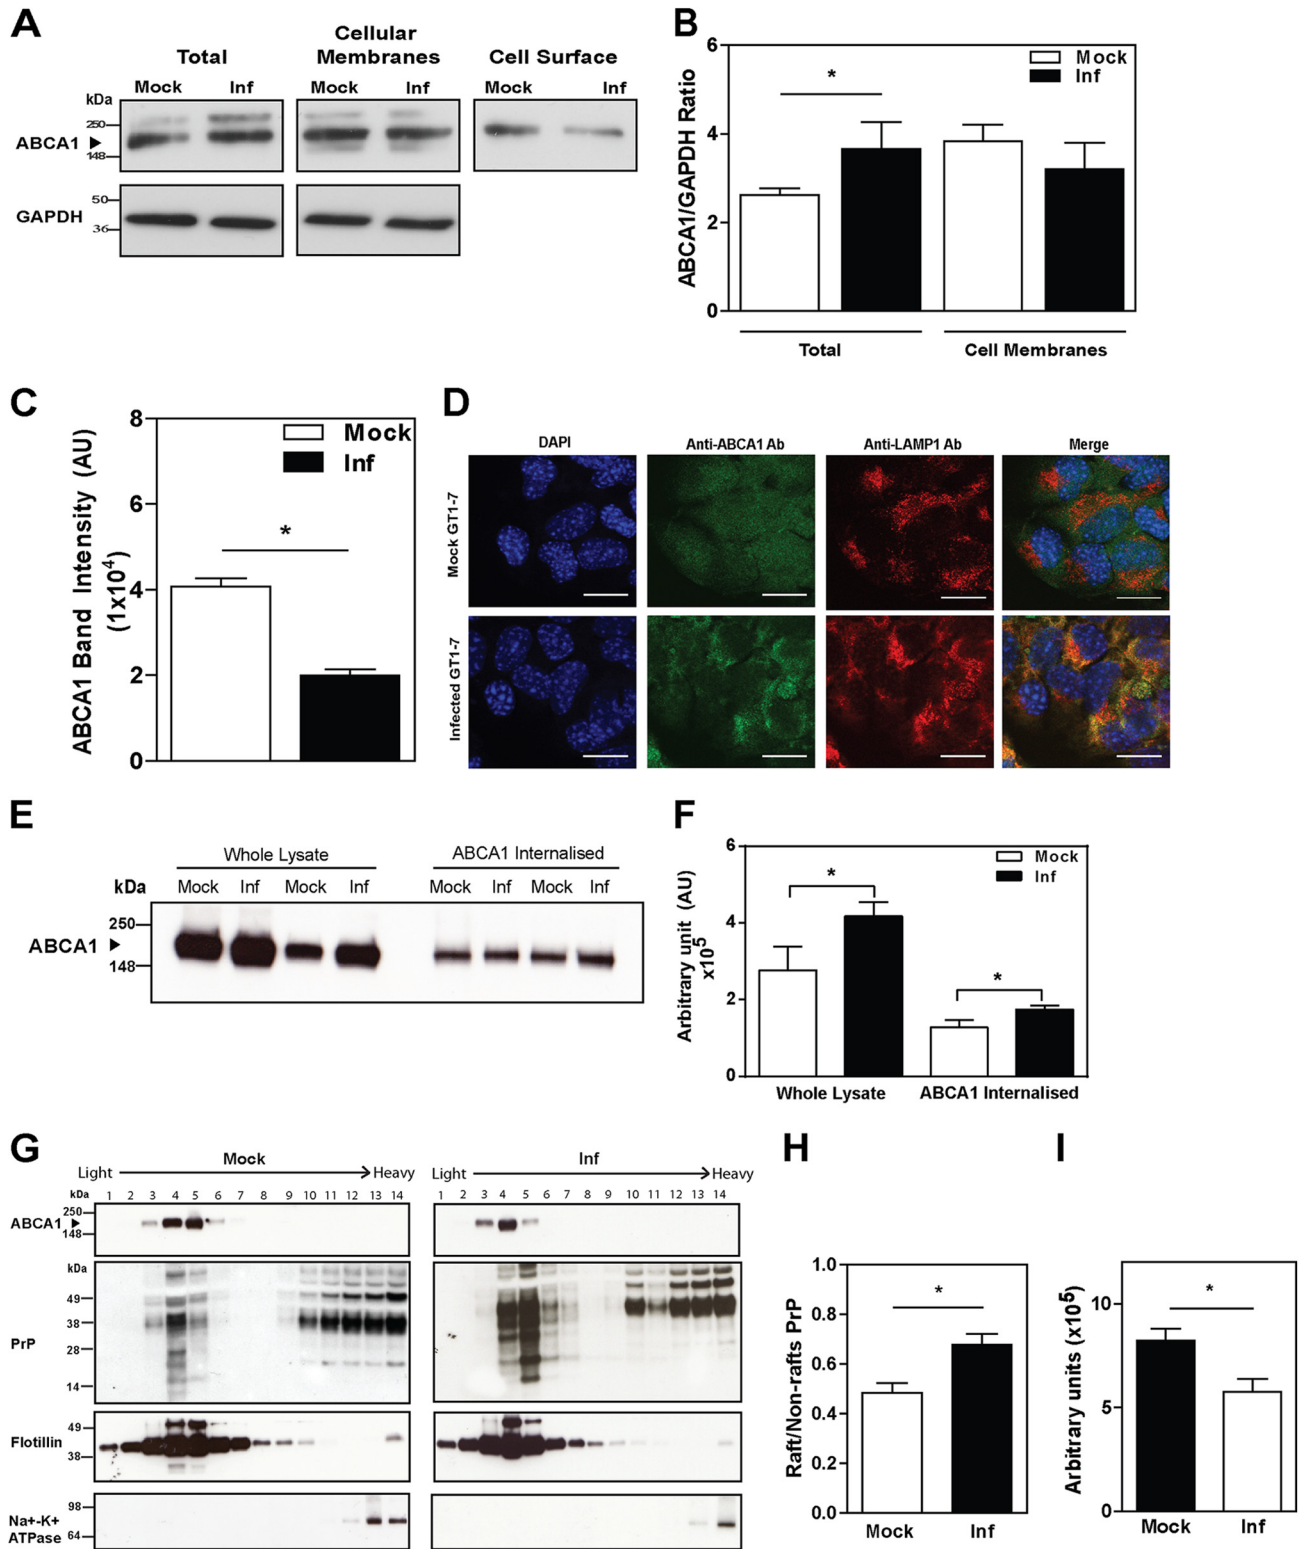 A
Total
Cellular
Membranes
Cell Surface
Mock Inf Mock Inf Mock Inf
kDa
250
ABCA1
148
50
GAPDH
36
B
ABCA1/GAPDH Ratio
6
4
2
0
Mock
Inf
*
Total
Cell Membranes
C
ABCA1 Band Intensity (AU)
(1x10⁴)
8
6
4
2
0
Mock
Inf
*
D
DAPI Anti-ABCA1 Ab Anti-LAMP1 Ab Merge
Mock GT1-7
Infected GT1-7
E
Whole Lysate
ABCA1 Internalised
kDa
Mock Inf Mock Inf Mock Inf Mock Inf
250
ABCA1
148
F
Arbitrary unit (AU)
x10⁵
6
4
2
0
Mock
Inf
*
*
Whole Lysate
ABCA1 Internalised
G
Mock
Light Heavy
kDa 1 2 3 4 5 6 7 8 9 10 11 12 13 14
Inf
Light Heavy
1 2 3 4 5 6 7 8 9 10 11 12 13 14
250
ABCA1
148
kDa
49
38
PrP
28
14
49
Flotillin
38
98
Na+-K+
ATPase
64
H
Raft/Non-rafts PrP
1.0
0.8
0.6
0.4
0.2
0.0
*
Mock Inf
I
Arbitrary units (x10⁵)
10
5
0
*
Mock Inf